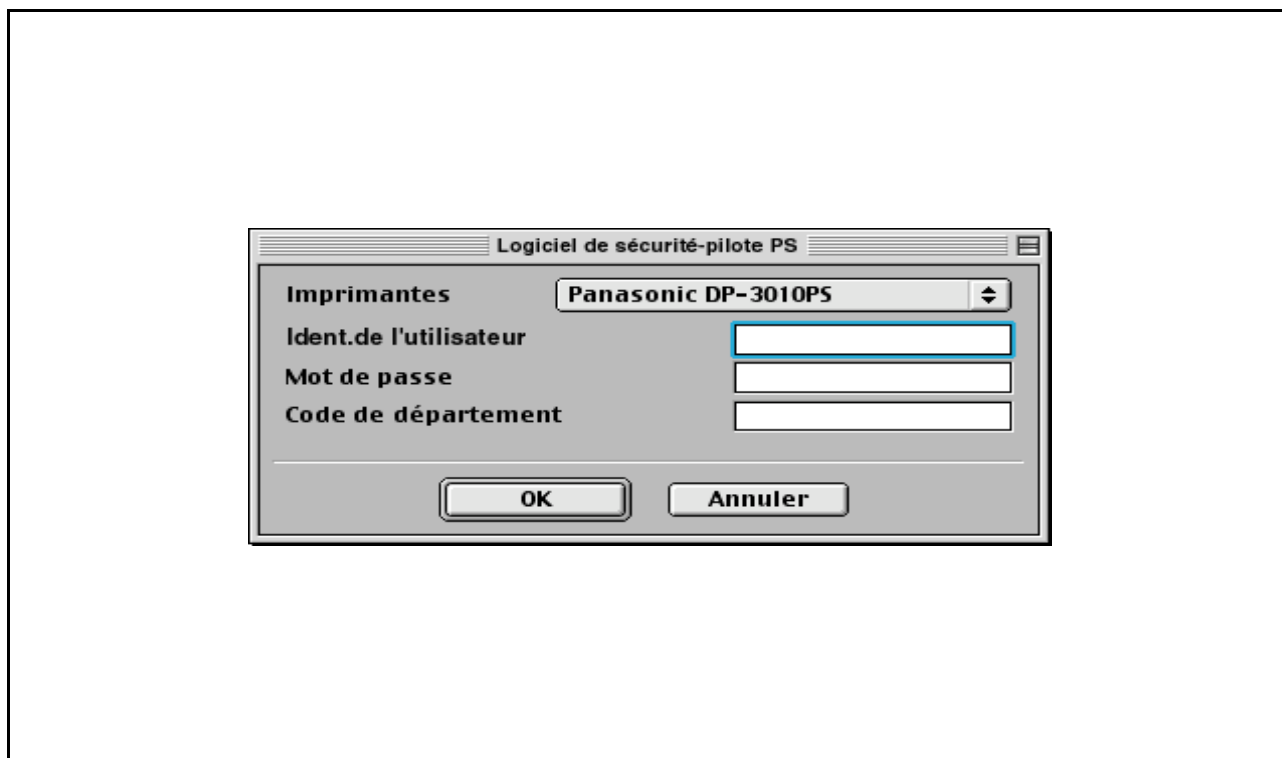 Logiciel de sécurité-pilote PS
Imprimantes Panasonic DP-3010PS
Ident.de l'utilisateur
Mot de passe
Code de département
OK Annuler